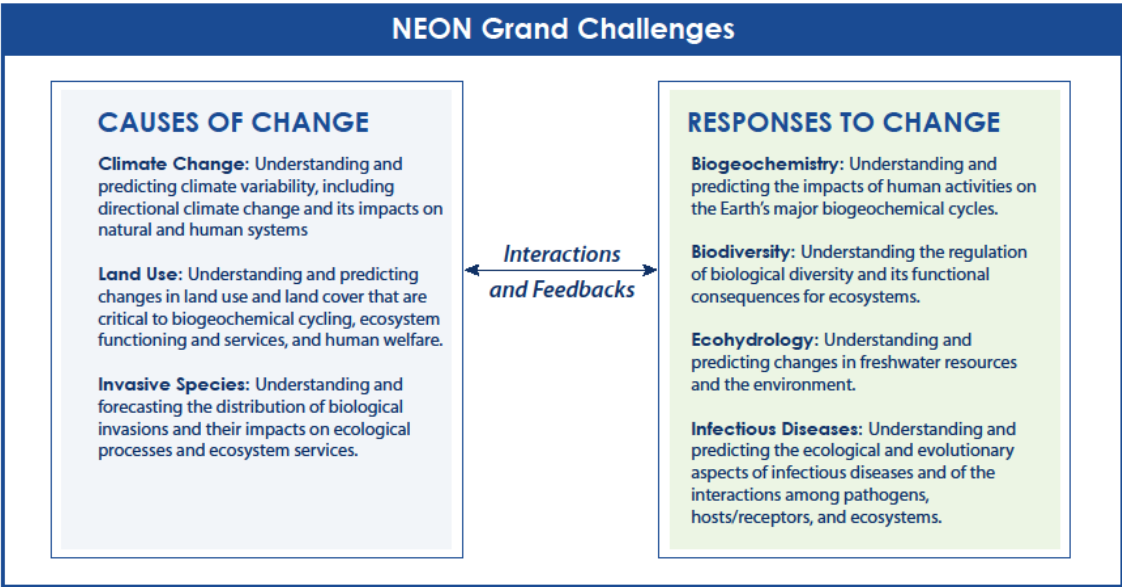 NEON Grand Challenges
CAUSES OF CHANGE
Climate Change: Understanding and
predicting climate variability, including
directional climate change and its impacts on
natural and human systems
Land Use: Understanding and predicting
changes in land use and land cover that are
critical to biogeochemical cycling, ecosystem
functioning and services, and human welfare.
Invasive Species: Understanding and
forecasting the distribution of biological
invasions and their impacts on ecological
processes and ecosystem services.
Interactions
and Feedbacks
RESPONSES TO CHANGE
Biogeochemistry: Understanding and
predicting the impacts of human activities on
the Earth's major biogeochemical cycles.
Biodiversity: Understanding the regulation
of biological diversity and its functional
consequences for ecosystems.
Ecohydrology: Understanding and
predicting changes in freshwater resources
and the environment.
Infectious Diseases: Understanding and
predicting the ecological and evolutionary
aspects of infectious diseases and of the
interactions among pathogens,
hosts/receptors, and ecosystems.